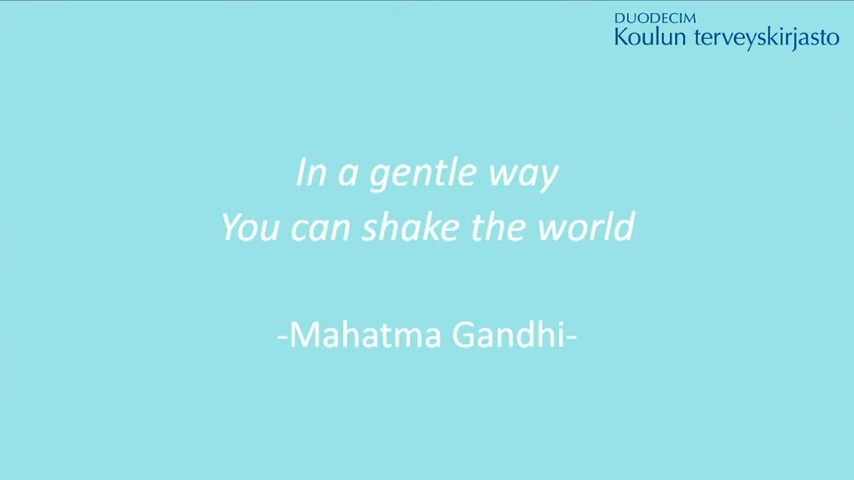 DUODECIM
Koulun terveyskirjasto
In a gentle way
You can shake the world
-Mahatma Gandhi-